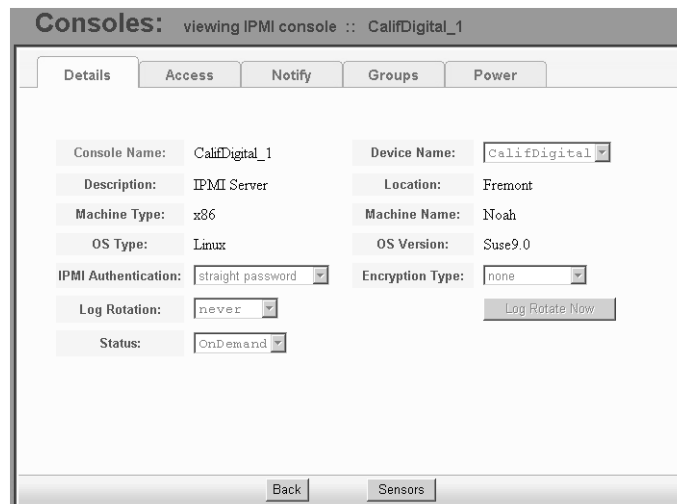 Consoles: viewing IPMI console :: CalifDigital_1
Details Access Notify Groups Power
Console Name: CalifDigital_1 Device Name: CalifDigital
Description: IPMI Server Location: Fremont
Machine Type: x86 Machine Name: Noah
OS Type: Linux OS Version: Suse9.0
IPMI Authentication: straight password Encryption Type: none
Log Rotation: never Log Rotate Now
Status: OnDemand
Back Sensors